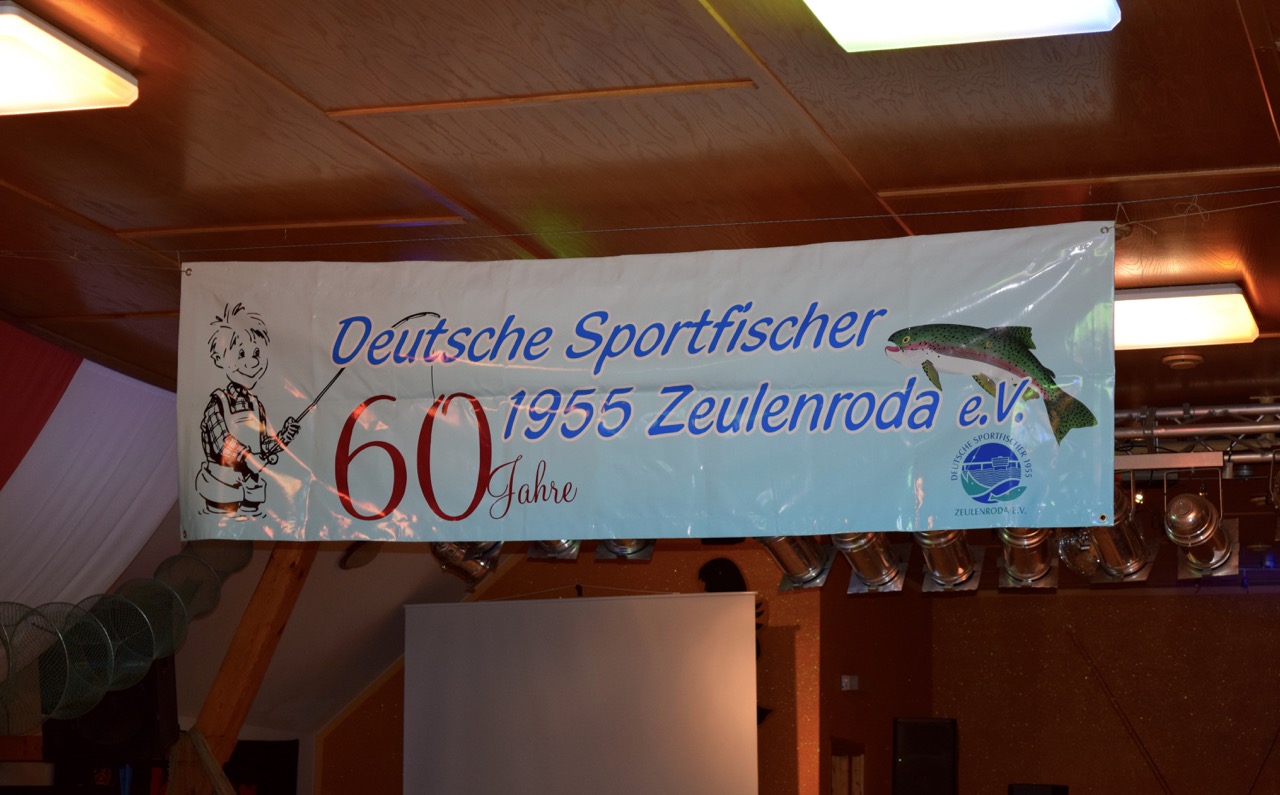 Deutsche Sportfischer
1955 Zeulenroda e.V.
60 Jahre
DEUTSCHE SPORTFISCHER 1955
ZEULENRODA E.V.